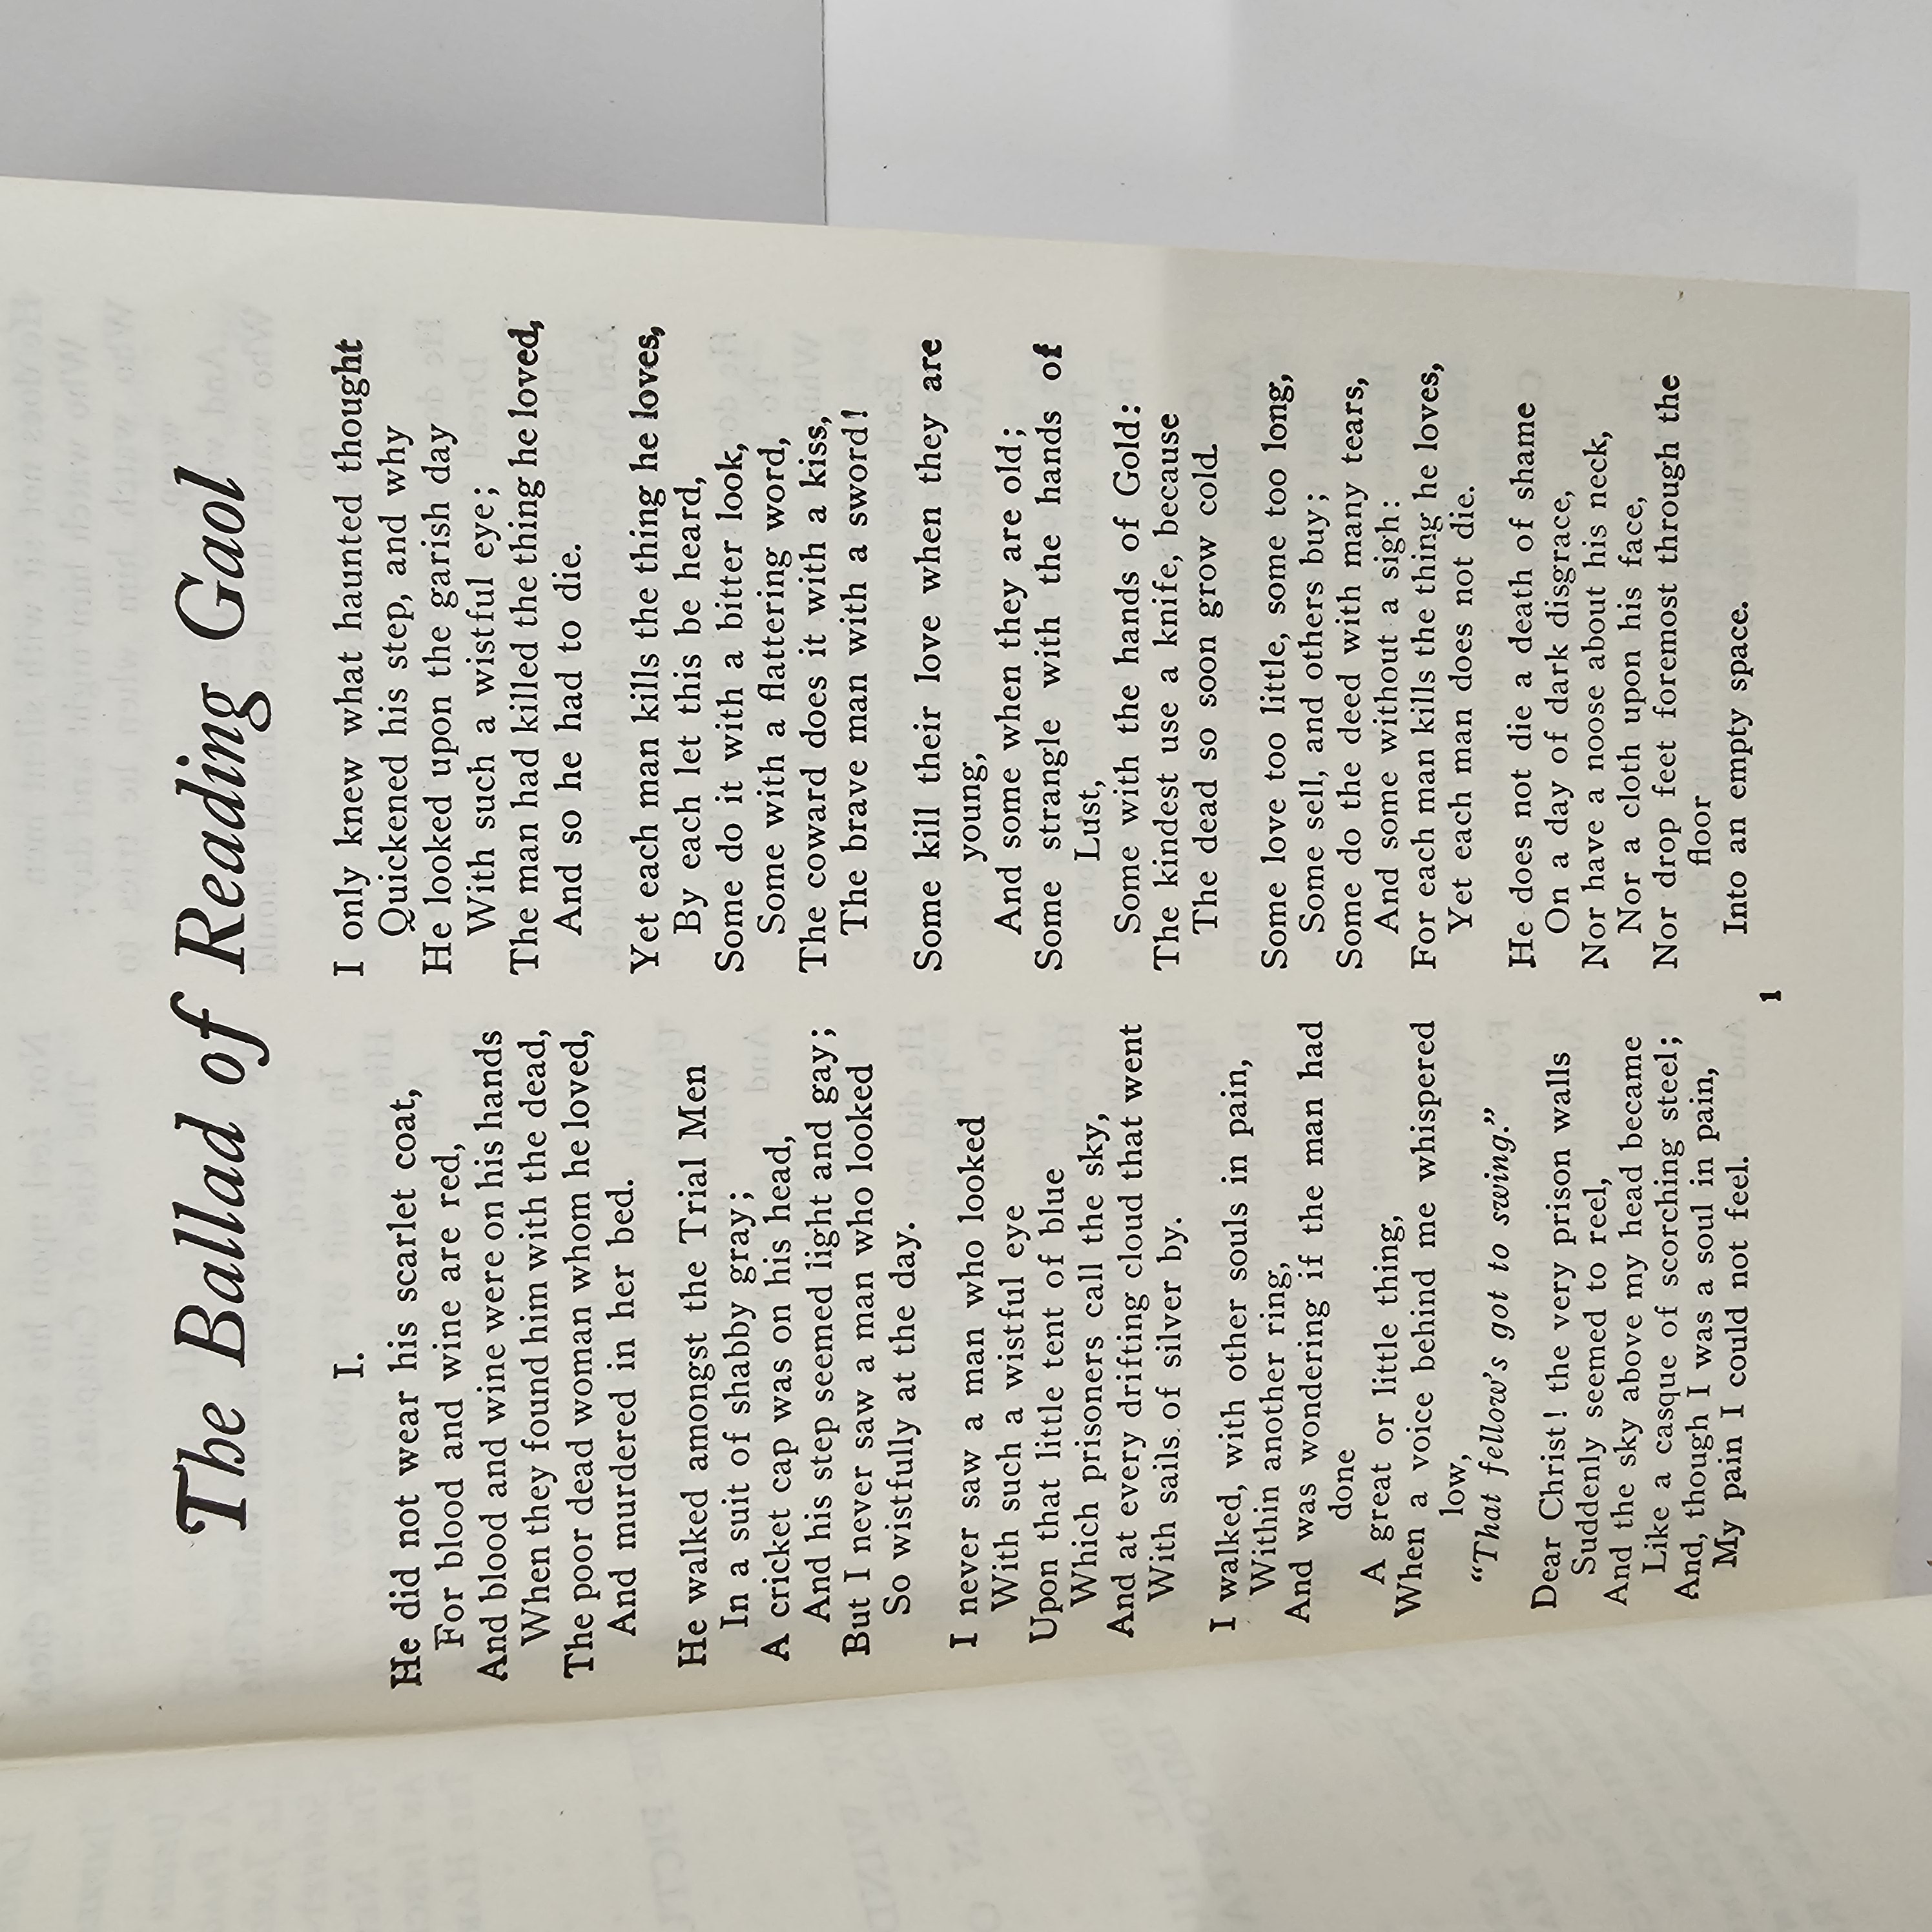 The Ballad of Reading Gaol
I.
He did not wear his scarlet coat,
For blood and wine are red,
And blood and wine were on his hands
When they found him with the dead,
The poor dead woman whom he loved,
And murdered in her bed.
He walked amongst the Trial Men
In a suit of shabby gray;
A cricket cap was on his head,
And his step seemed light and gay;
But I never saw a man who looked
So wistfully at the day.
I never saw a man who looked
With such a wistful eye
Upon that little tent of blue
Which prisoners call the sky,
And at every drifting cloud that went
With sails of silver by.
I walked, with other souls in pain,
Within another ring,
And was wondering if the man had
done
A great or little thing,
When a voice behind me whispered
low,
"That fellow's got to swing."
Dear Christ! the very prison walls
Suddenly seemed to reel,
And the sky above my head became
Like a casque of scorching steel;
And, though I was a soul in pain,
My pain I could not feel.
I only knew what haunted thought
Quickened his step, and why
He looked upon the garish day
With such a wistful eye;
The man had killed the thing he loved,
And so he had to die.
Yet each man kills the thing he loves,
By each let this be heard,
Some do it with a bitter look,
Some with a flattering word,
The coward does it with a kiss,
The brave man with a sword!
Some kill their love when they are
young,
And some when they are old;
Some strangle with the hands of
Lust,
Some with the hands of Gold:
The kindest use a knife, because
The dead so soon grow cold.
Some love too little, some too long,
Some sell, and others buy;
Some do the deed with many tears,
And some without a sigh:
For each man kills the thing he loves,
Yet each man does not die.
He does not die a death of shame
On a day of dark disgrace,
Nor have a noose about his neck,
Nor a cloth upon his face,
Nor drop feet foremost through the
floor
Into an empty space.
1